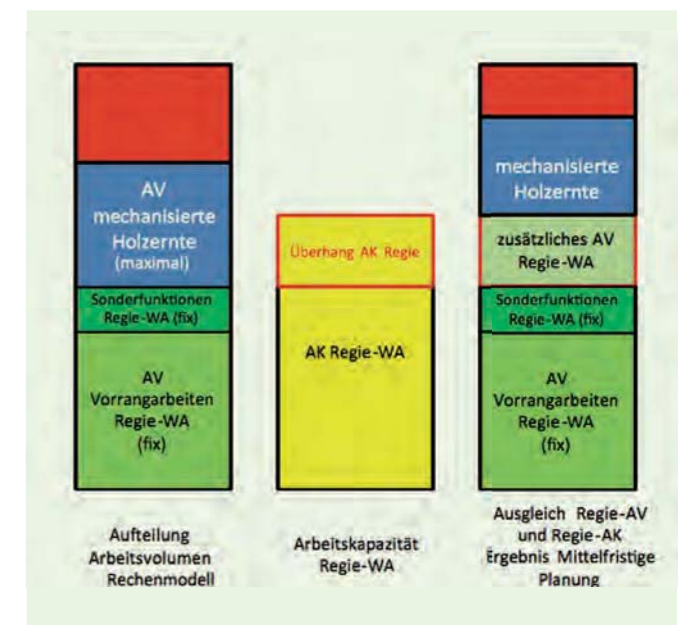 AV
mechanisierte
Holzernte
(maximal)
Sonderfunktionen
Regie-WA (fix)
AV
Vorrangarbeiten
Regie-WA
(fix)
Aufteilung
Arbeitsvolumen
Rechenmodell
Überhang AK Regie
AK Regie-WA
Arbeitskapazität
Regie-WA
mechanisierte
Holzernte
zusätzliches AV
Regie-WA
Sonderfunktionen
Regie-WA (fix)
AV
Vorrangarbeiten
Regie-WA
(fix)
Ausgleich Regie-AV
und Regie-AK
Ergebnis Mittelfristige
Planung